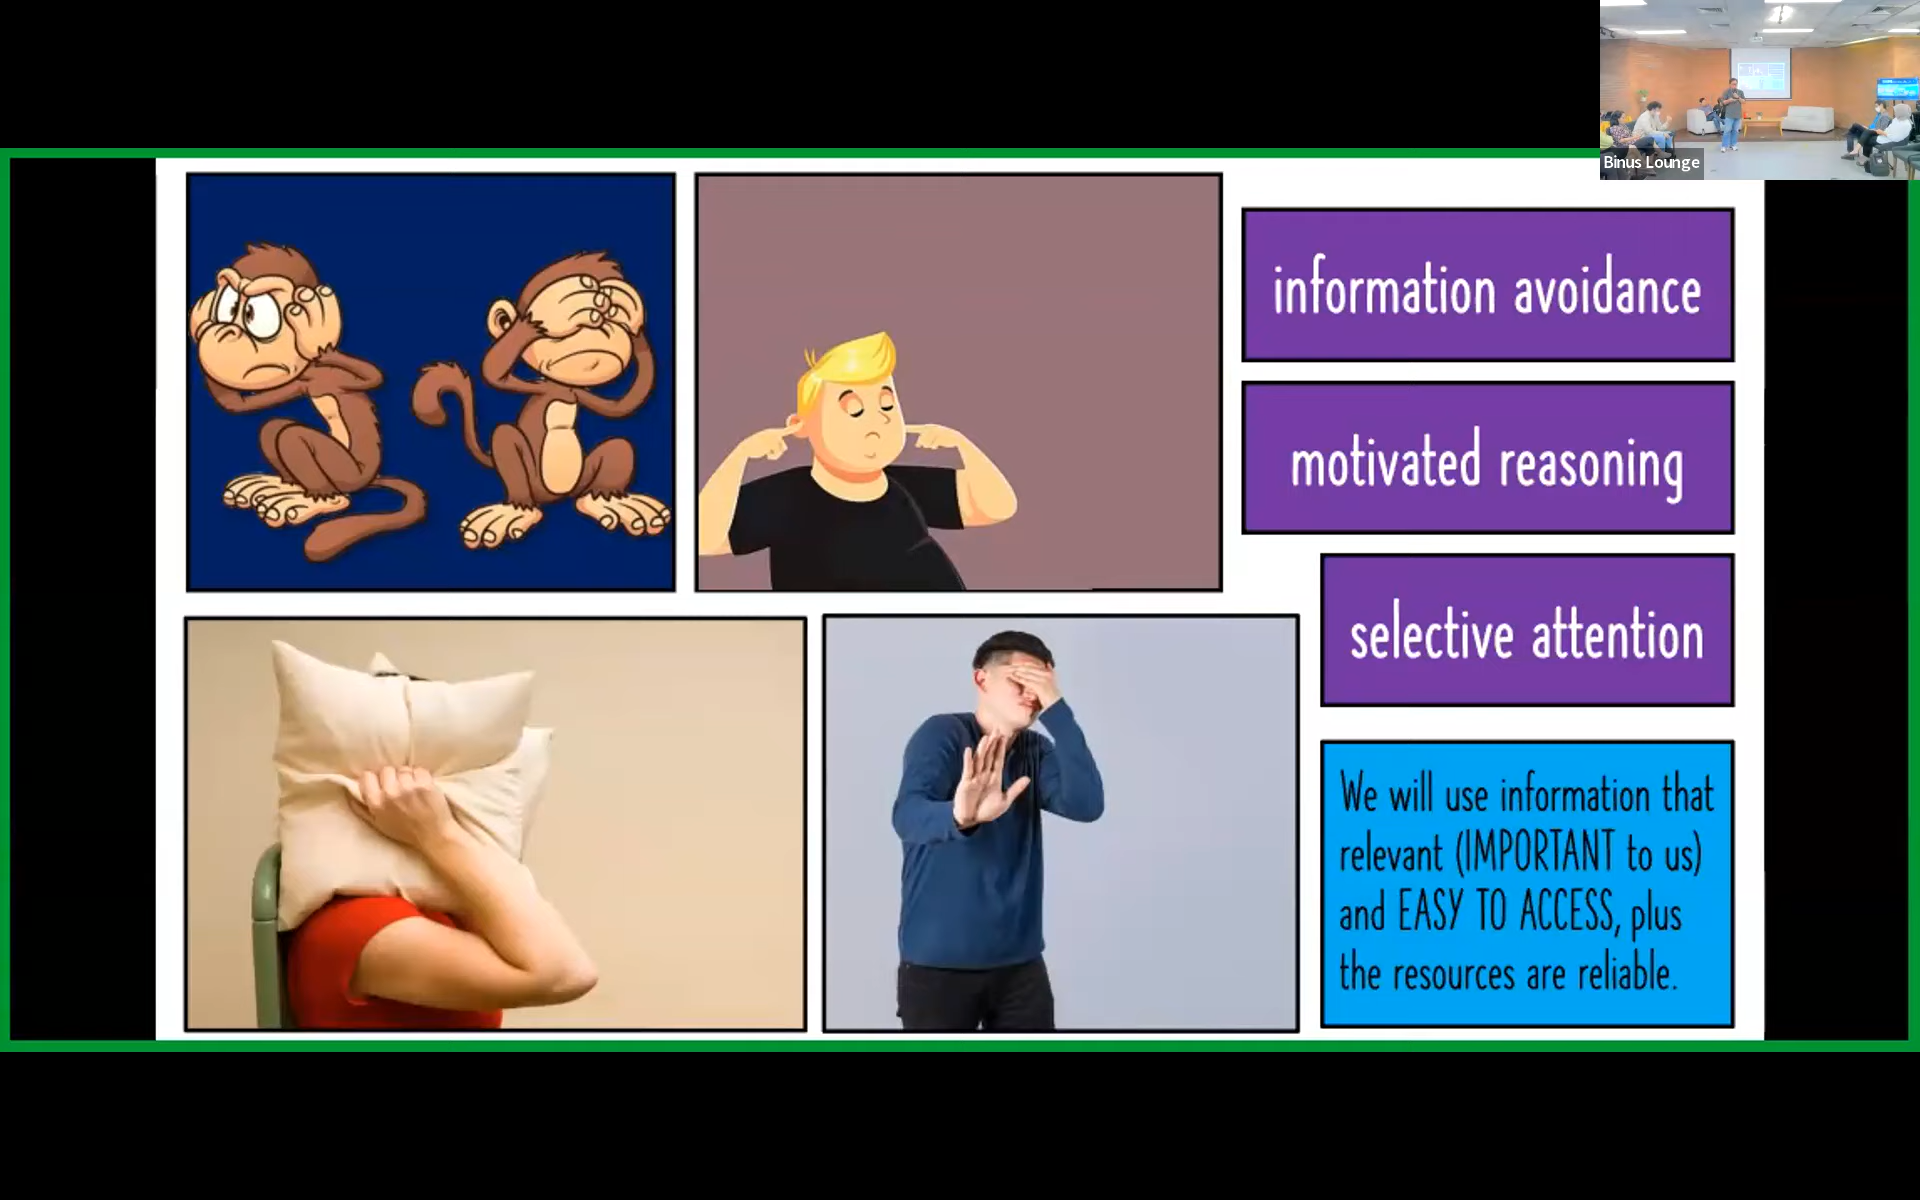 Binus Lounge
information avoidance
motivated reasoning
selective attention
We will use information that
relevant (IMPORTANT to us)
and EASY TO ACCESS, plus
the resources are reliable.